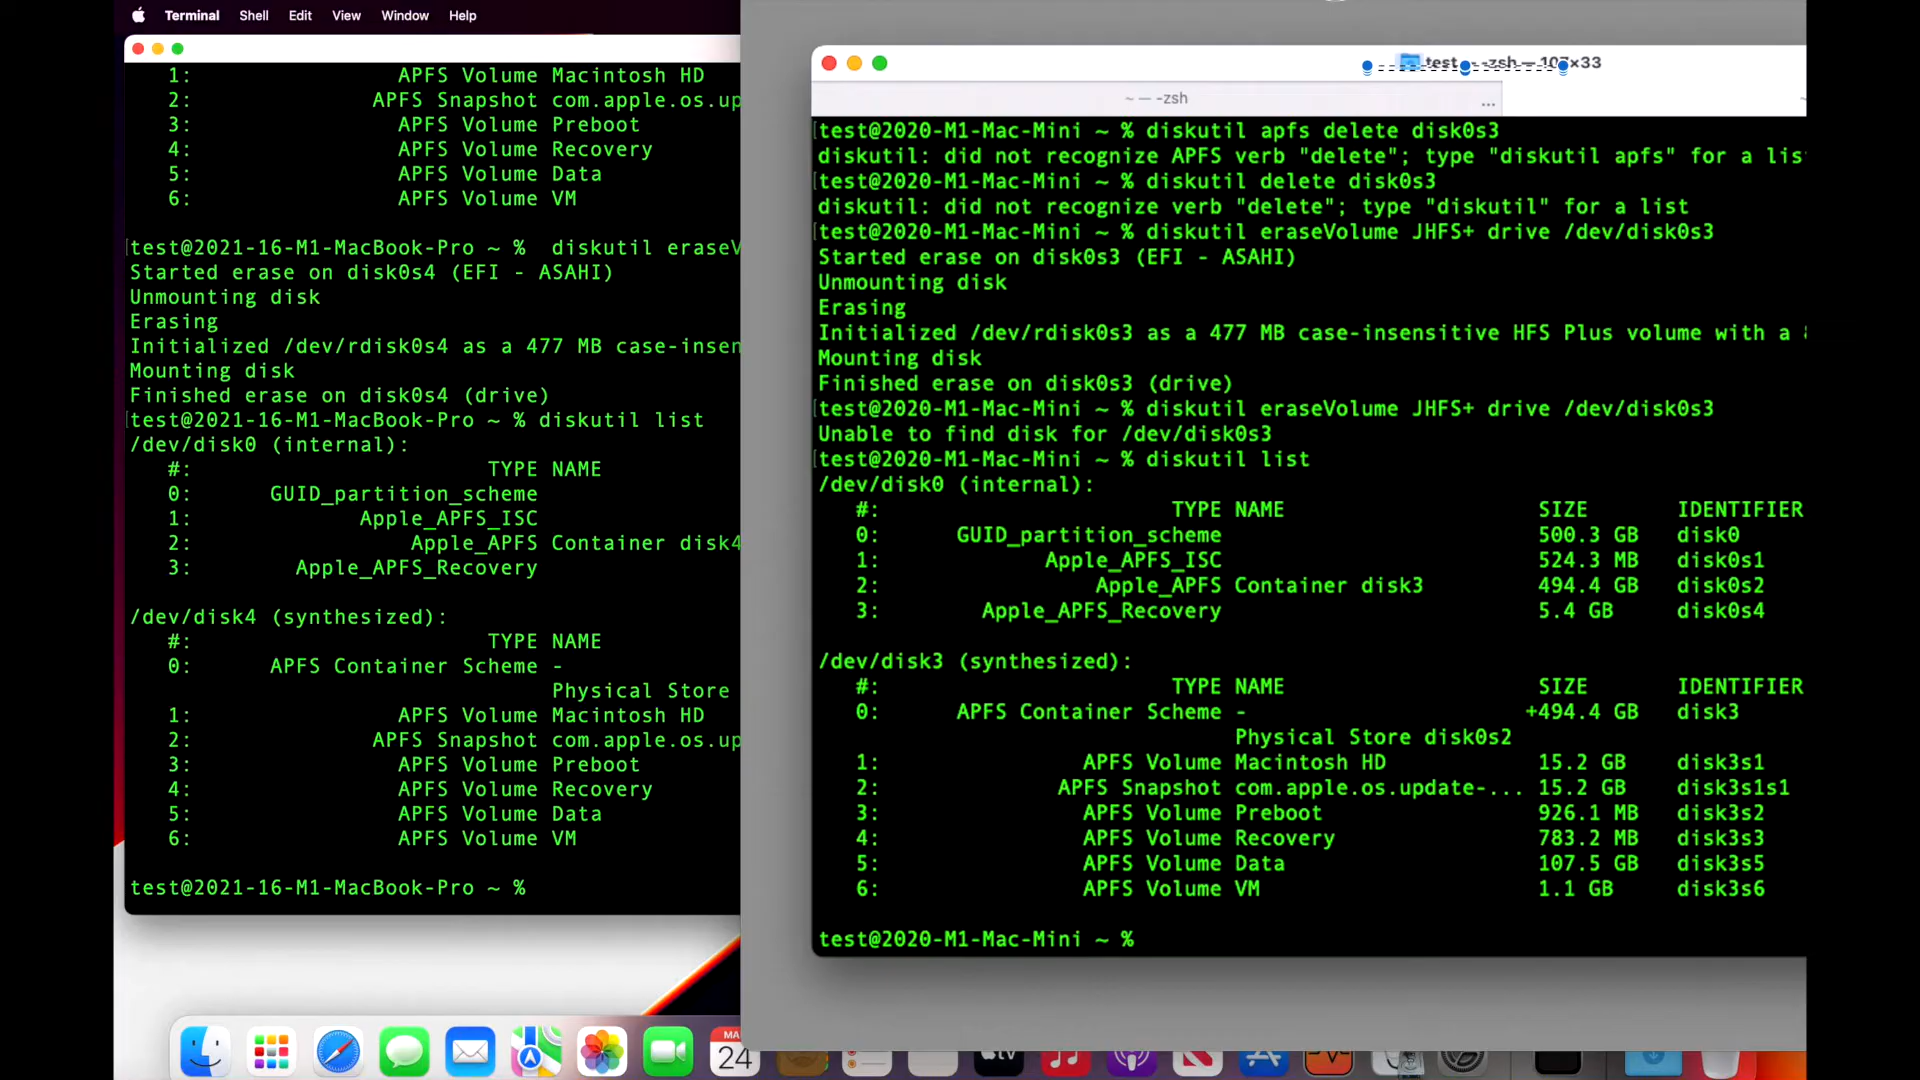 Terminal Shell Edit View Window Help
1: APFS Volume Macintosh HD
2: APFS Snapshot com.apple.os.up
3: APFS Volume Preboot
4: APFS Volume Recovery
5: APFS Volume Data
6: APFS Volume VM
test@2021-16-M1-MacBook-Pro ~ % diskutil eraseV
Started erase on disk0s4 (EFI - ASAHI)
Unmounting disk
Erasing
Initialized /dev/rdisk0s4 as a 477 MB case-insen
Mounting disk
Finished erase on disk0s4 (drive)
test@2021-16-M1-MacBook-Pro ~ % diskutil list
/dev/disk0 (internal):
#: TYPE NAME
0: GUID_partition_scheme
1: Apple_APFS_ISC
2: Apple_APFS Container disk4
3: Apple_APFS_Recovery
/dev/disk4 (synthesized):
#: TYPE NAME
0: APFS Container Scheme -
Physical Store
1: APFS Volume Macintosh HD
2: APFS Snapshot com.apple.os.up
3: APFS Volume Preboot
4: APFS Volume Recovery
5: APFS Volume Data
6: APFS Volume VM
test@2021-16-M1-MacBook-Pro ~ %
test — -zsh — 107×33
~ — -zsh ...
test@2020-M1-Mac-Mini ~ % diskutil apfs delete disk0s3
diskutil: did not recognize APFS verb "delete"; type "diskutil apfs" for a lis
test@2020-M1-Mac-Mini ~ % diskutil delete disk0s3
diskutil: did not recognize verb "delete"; type "diskutil" for a list
test@2020-M1-Mac-Mini ~ % diskutil eraseVolume JHFS+ drive /dev/disk0s3
Started erase on disk0s3 (EFI - ASAHI)
Unmounting disk
Erasing
Initialized /dev/rdisk0s3 as a 477 MB case-insensitive HFS Plus volume with a
Mounting disk
Finished erase on disk0s3 (drive)
test@2020-M1-Mac-Mini ~ % diskutil eraseVolume JHFS+ drive /dev/disk0s3
Unable to find disk for /dev/disk0s3
test@2020-M1-Mac-Mini ~ % diskutil list
/dev/disk0 (internal):
#: TYPE NAME SIZE IDENTIFIER
0: GUID_partition_scheme 500.3 GB disk0
1: Apple_APFS_ISC 524.3 MB disk0s1
2: Apple_APFS Container disk3 494.4 GB disk0s2
3: Apple_APFS_Recovery 5.4 GB disk0s4
/dev/disk3 (synthesized):
#: TYPE NAME SIZE IDENTIFIER
0: APFS Container Scheme - +494.4 GB disk3
Physical Store disk0s2
1: APFS Volume Macintosh HD 15.2 GB disk3s1
2: APFS Snapshot com.apple.os.update-... 15.2 GB disk3s1s1
3: APFS Volume Preboot 926.1 MB disk3s2
4: APFS Volume Recovery 783.2 MB disk3s3
5: APFS Volume Data 107.5 GB disk3s5
6: APFS Volume VM 1.1 GB disk3s6
test@2020-M1-Mac-Mini ~ %
MA
24
tv